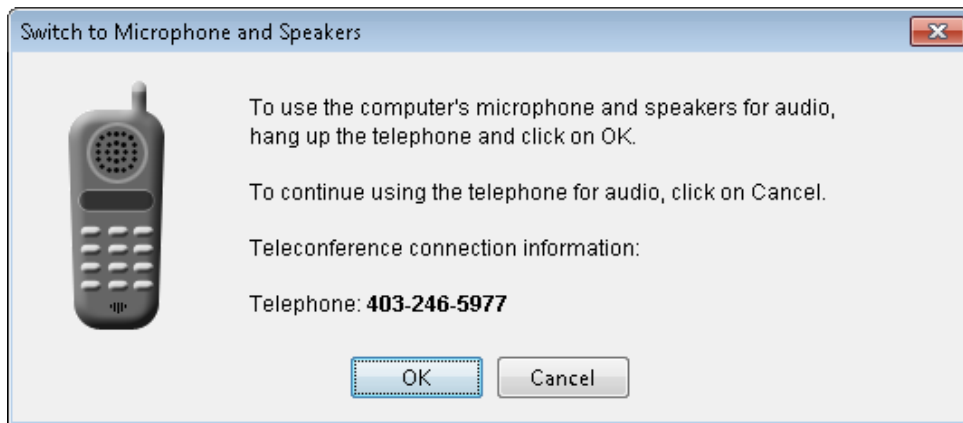 Switch to Microphone and Speakers
To use the computer's microphone and speakers for audio,
hang up the telephone and click on OK.
To continue using the telephone for audio, click on Cancel.
Teleconference connection information:
Telephone: 403-246-5977
OK
Cancel